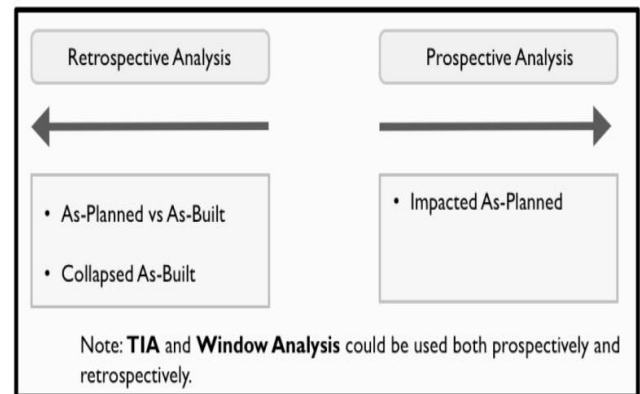 Retrospective Analysis
Prospective Analysis
• As-Planned vs As-Built
• Collapsed As-Built
• Impacted As-Planned
Note: TIA and Window Analysis could be used both prospectively and
retrospectively.